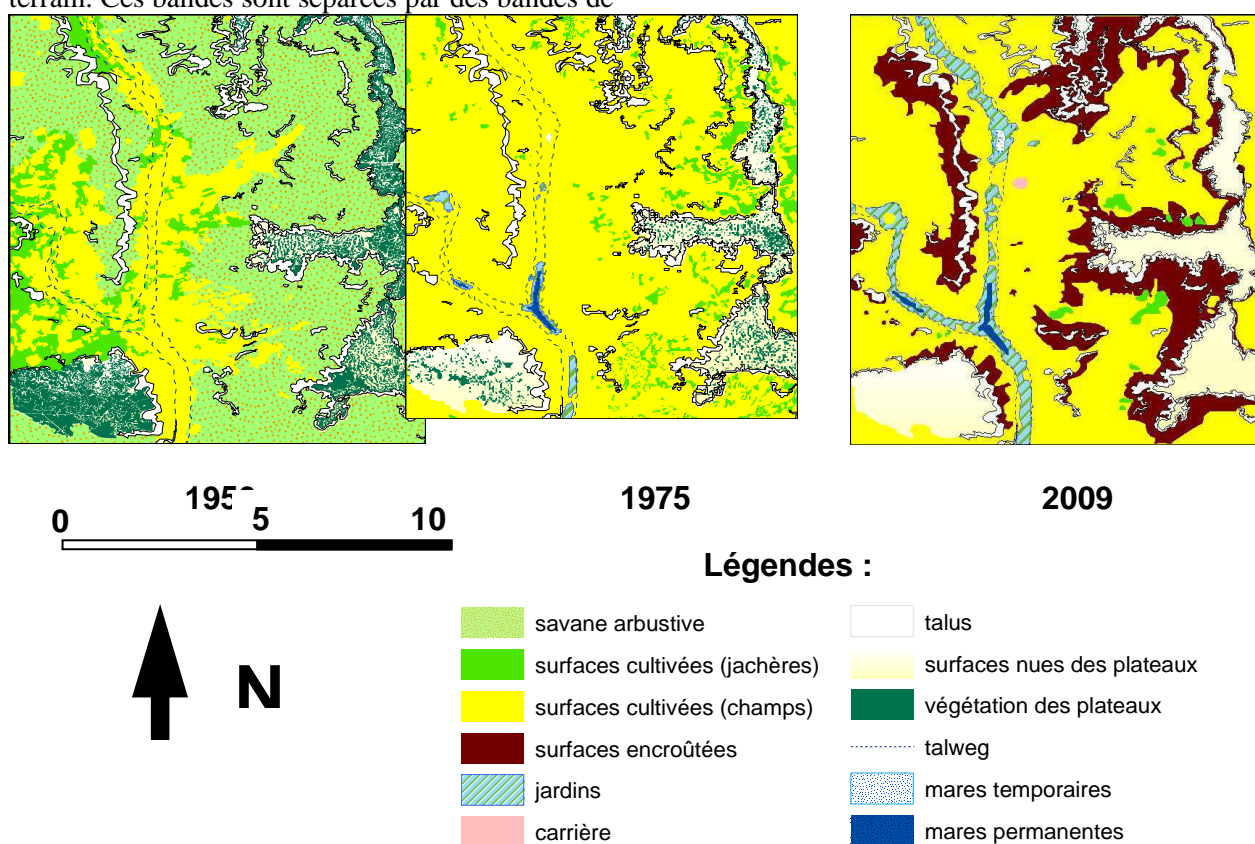 terrain. Ces bandes sont séparées par des bandes de
1975
2009
0 5 10
Légendes :
N
savane arbustive
surfaces cultivées (jachères)
surfaces cultivées (champs)
surfaces encroûtées
jardins
carrière
talus
surfaces nues des plateaux
végétation des plateaux
talweg
mares temporaires
mares permanentes